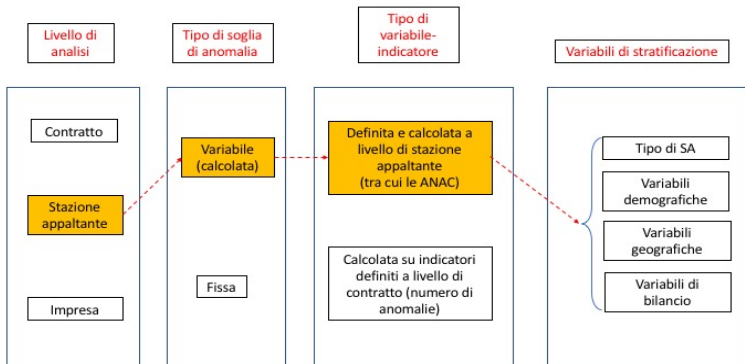 Livello di
analisi
Tipo di soglia
di anomalia
Tipo di
variabile-
indicatore
Variabili di stratificazione
Contratto
Stazione
appaltante
Impresa
Variabile
(calcolata)
Fissa
Definita e calcolata a
livello di stazione
appaltante
(tra cui le ANAC)
Calcolata su indicatori
definiti a livello di
contratto (numero di
anomalie)
Tipo di SA
Variabili
demografiche
Variabili
geografiche
Variabili di
bilancio